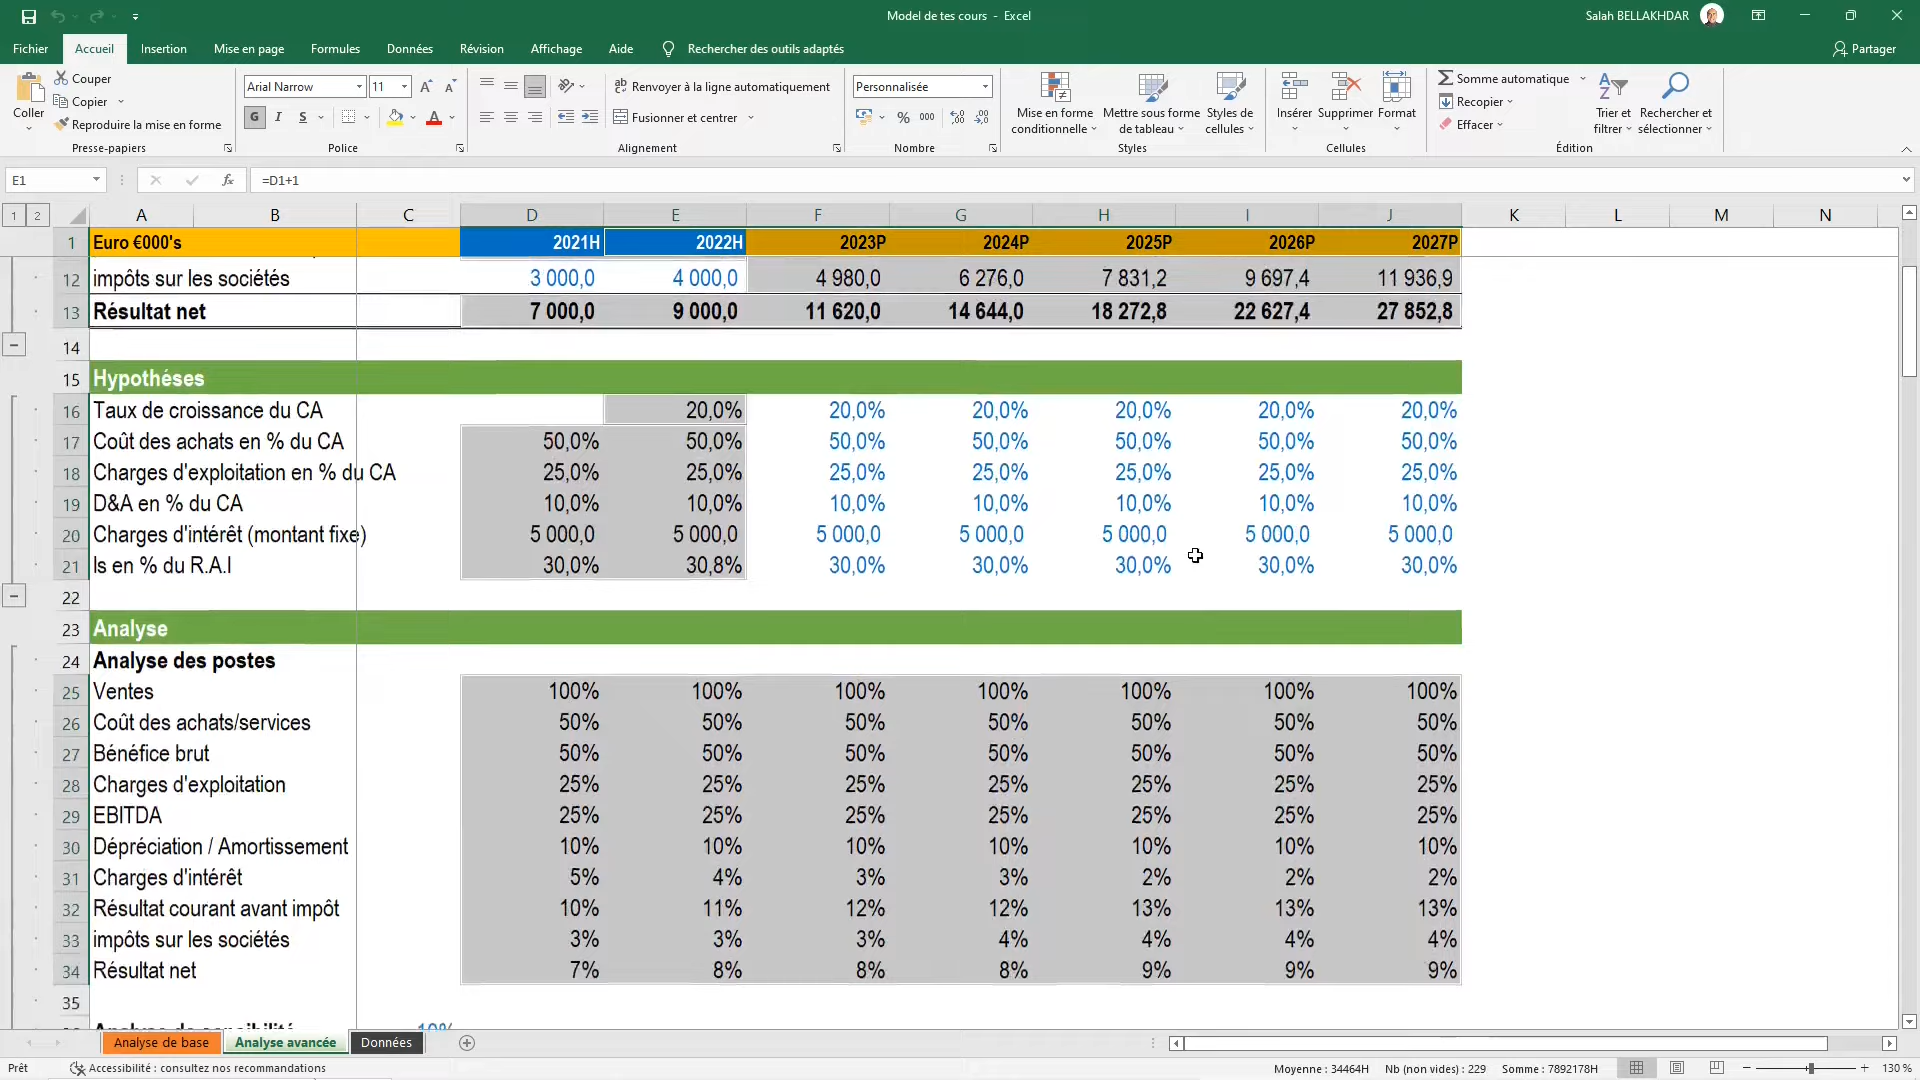 Model de tes cours - Excel
Salah BELLAKHDAR
Fichier Accueil Insertion Mise en page Formules Données Révision Affichage Aide Rechercher des outils adaptés Partager
Coller
Couper
Copier
Reproduire la mise en forme
Presse-papiers
Arial Narrow 11
G I S
Police
Renvoyer à la ligne automatiquement
Fusionner et centrer
Alignement
Personnalisée
% 000
Nombre
Mise en forme conditionnelle
Mettre sous forme de tableau
Styles de cellules
Styles
Insérer Supprimer Format
Cellules
Somme automatique
Recopier
Effacer
Trier et filtrer
Rechercher et sélectionner
Édition
E1 fx =D1+1
1 2 A B C D E F G H I J K L M N
1 Euro €000's 2021H 2022H 2023P 2024P 2025P 2026P 2027P
12 impôts sur les sociétés 3 000,0 4 000,0 4 980,0 6 276,0 7 831,2 9 697,4 11 936,9
13 Résultat net 7 000,0 9 000,0 11 620,0 14 644,0 18 272,8 22 627,4 27 852,8
14
15 Hypothéses
16 Taux de croissance du CA 20,0% 20,0% 20,0% 20,0% 20,0% 20,0%
17 Coût des achats en % du CA 50,0% 50,0% 50,0% 50,0% 50,0% 50,0% 50,0%
18 Charges d'exploitation en % du CA 25,0% 25,0% 25,0% 25,0% 25,0% 25,0% 25,0%
19 D&A en % du CA 10,0% 10,0% 10,0% 10,0% 10,0% 10,0% 10,0%
20 Charges d'intérêt (montant fixe) 5 000,0 5 000,0 5 000,0 5 000,0 5 000,0 5 000,0 5 000,0
21 Is en % du R.A.I 30,0% 30,8% 30,0% 30,0% 30,0% 30,0% 30,0%
22
23 Analyse
24 Analyse des postes
25 Ventes 100% 100% 100% 100% 100% 100% 100%
26 Coût des achats/services 50% 50% 50% 50% 50% 50% 50%
27 Bénéfice brut 50% 50% 50% 50% 50% 50% 50%
28 Charges d'exploitation 25% 25% 25% 25% 25% 25% 25%
29 EBITDA 25% 25% 25% 25% 25% 25% 25%
30 Dépréciation / Amortissement 10% 10% 10% 10% 10% 10% 10%
31 Charges d'intérêt 5% 4% 3% 3% 2% 2% 2%
32 Résultat courant avant impôt 10% 11% 12% 12% 13% 13% 13%
33 impôts sur les sociétés 3% 3% 3% 4% 4% 4% 4%
34 Résultat net 7% 8% 8% 8% 9% 9% 9%
35
Analyse de sensibilité 10%
Analyse de base Analyse avancée Données
Prêt Accessibilité : consultez nos recommandations Moyenne : 34464H Nb (non vides) : 229 Somme : 7892178H 130 %